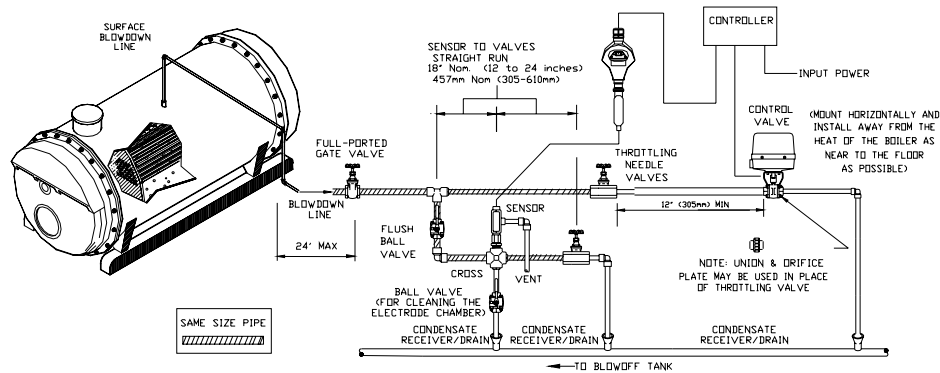 SURFACE
BLOWDOWN
LINE
SENSOR TO VALVES
STRAIGHT RUN
18" Nom. (12 to 24 inches)
457mm Nom (305-610mm)
CONTROLLER
INPUT POWER
CONTROL
VALVE
(MOUNT HORIZONTALLY AND
INSTALL AWAY FROM THE
HEAT OF THE BOILER AS
NEAR TO THE FLOOR
AS POSSIBLE)
FULL-PORTED
GATE VALVE
THROTTLING
NEEDLE
VALVES
BLOWDOWN
LINE
SENSOR
12" (305mm) MIN
24' MAX
FLUSH
BALL
VALVE
CROSS
VENT
NOTE: UNION & ORIFICE
PLATE MAY BE USED IN PLACE
OF THROTTLING VALVE
BALL VALVE
(FOR CLEANING THE
ELECTRODE CHAMBER)
SAME SIZE PIPE
CONDENSATE
RECEIVER/DRAIN
CONDENSATE
RECEIVER/DRAIN
CONDENSATE
RECEIVER/DRAIN
TO BLOWOFF TANK